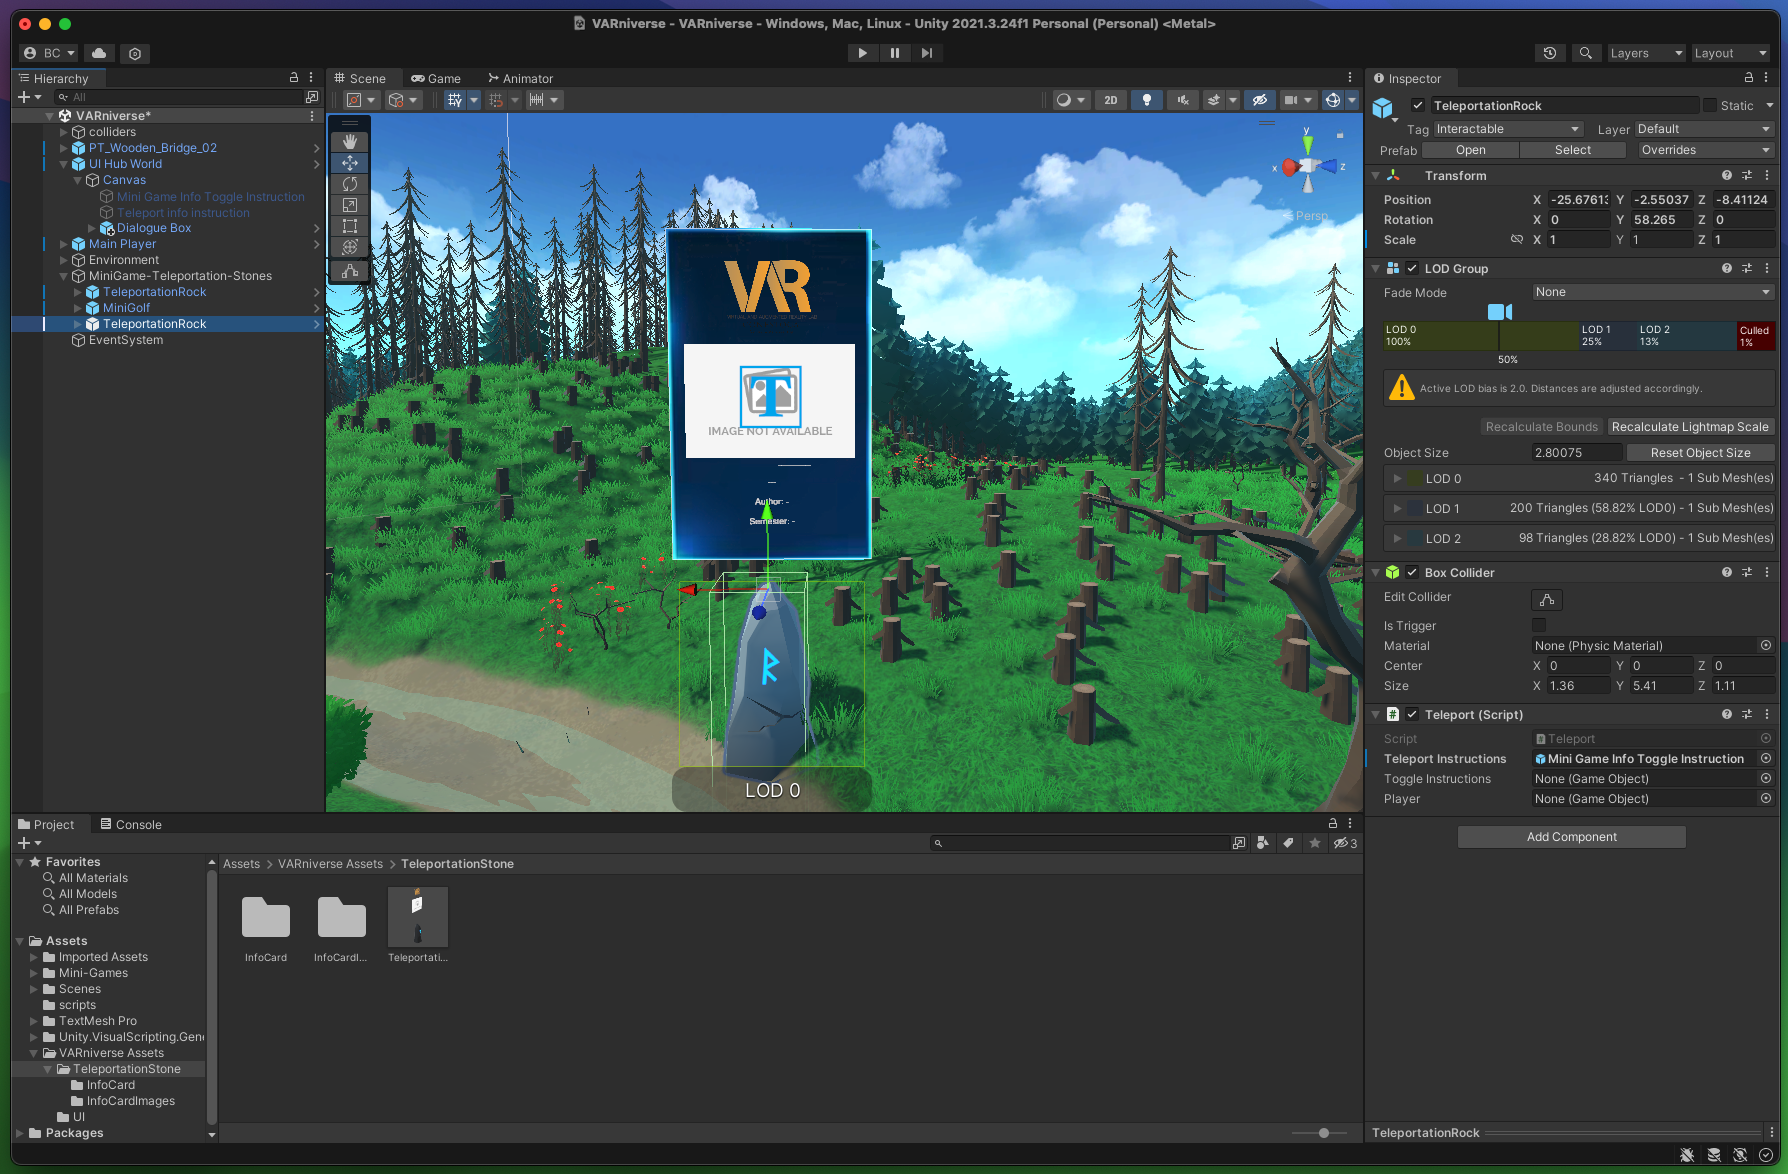 VARniverse - VARniverse - Windows, Mac, Linux - Unity 2021.3.24f1 Personal (Personal) <Metal>
BC
Layers
Layout
Hierarchy
All
VARniverse*
colliders
PT_Wooden_Bridge_02
UI Hub World
Canvas
Mini Game Info Toggle Instruction
Teleport Info instruction
Dialogue Box
Main Player
Environment
MiniGame-Teleportation-Stones
TeleportationRock
MiniGolf
TeleportationRock
EventSystem
Scene
Game
Animator
2D
y
x
z
Persp
VAR
VIRTUAL AND AUGMENTED REALITY LAB
T
IMAGE NOT AVAILABLE
Author: -
Semester: -
LOD 0
Inspector
TeleportationRock
Static
Tag Interactable
Layer Default
Prefab Open Select Overrides
Transform
Position X -25.67613 Y -2.55037 Z -8.41124
Rotation X 0 Y 58.265 Z 0
Scale X 1 Y 1 Z 1
LOD Group
Fade Mode None
LOD 0 100%
LOD 1 25%
LOD 2 13%
Culled 1%
50%
Active LOD bias is 2.0. Distances are adjusted accordingly.
Recalculate Bounds Recalculate Lightmap Scale
Object Size 2.80075 Reset Object Size
LOD 0 340 Triangles - 1 Sub Mesh(es)
LOD 1 200 Triangles (58.82% LOD0) - 1 Sub Mesh(es)
LOD 2 98 Triangles (28.82% LOD0) - 1 Sub Mesh(es)
Box Collider
Edit Collider
Is Trigger
Material None (Physic Material)
Center X 0 Y 0 Z 0
Size X 1.36 Y 5.41 Z 1.11
Teleport (Script)
Script Teleport
Teleport Instructions Mini Game Info Toggle Instruction
Toggle Instructions None (Game Object)
Player None (Game Object)
Add Component
TeleportationRock
Project
Console
3
Favorites
All Materials
All Models
All Prefabs
Assets
Imported Assets
Mini-Games
Scenes
scripts
TextMesh Pro
Unity.VisualScripting.Gene
VARniverse Assets
TeleportationStone
InfoCard
InfoCardImages
UI
Packages
Assets > VARniverse Assets > TeleportationStone
InfoCard
InfoCardI...
Teleportati...